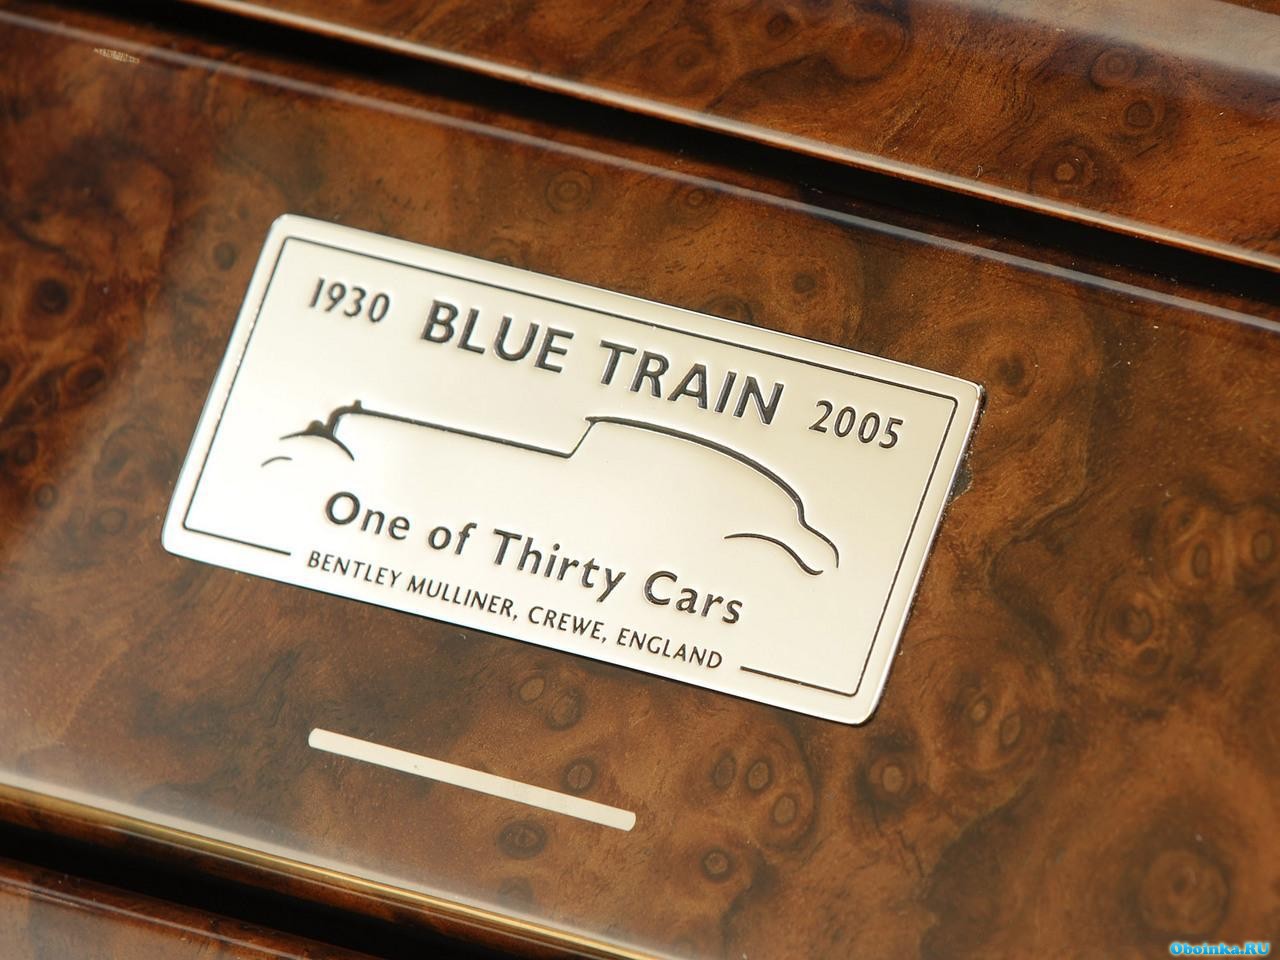 1930 BLUE TRAIN 2005
One of Thirty Cars
BENTLEY MULLINER, CREWE, ENGLAND
Oboinka.RU